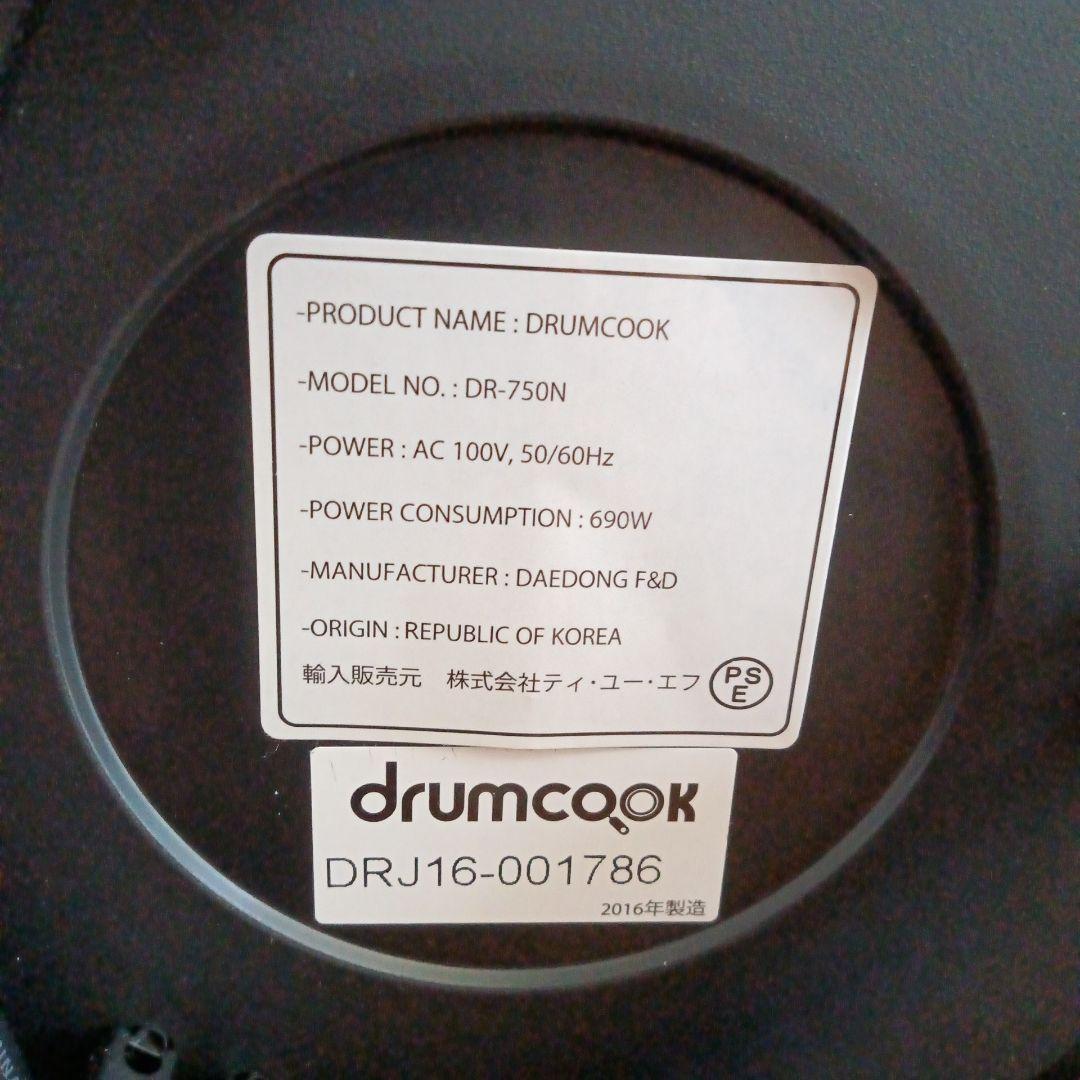 -PRODUCT NAME : DRUMCOOK
-MODEL NO. : DR-750N
-POWER : AC 100V, 50/60Hz
-POWER CONSUMPTION : 690W
-MANUFACTURER : DAEDONG F&D
-ORIGIN : REPUBLIC OF KOREA
輸入販売元　株式会社ティ・ユー・エフ
PS
E
drumcook
DRJ16-001786
2016年製造